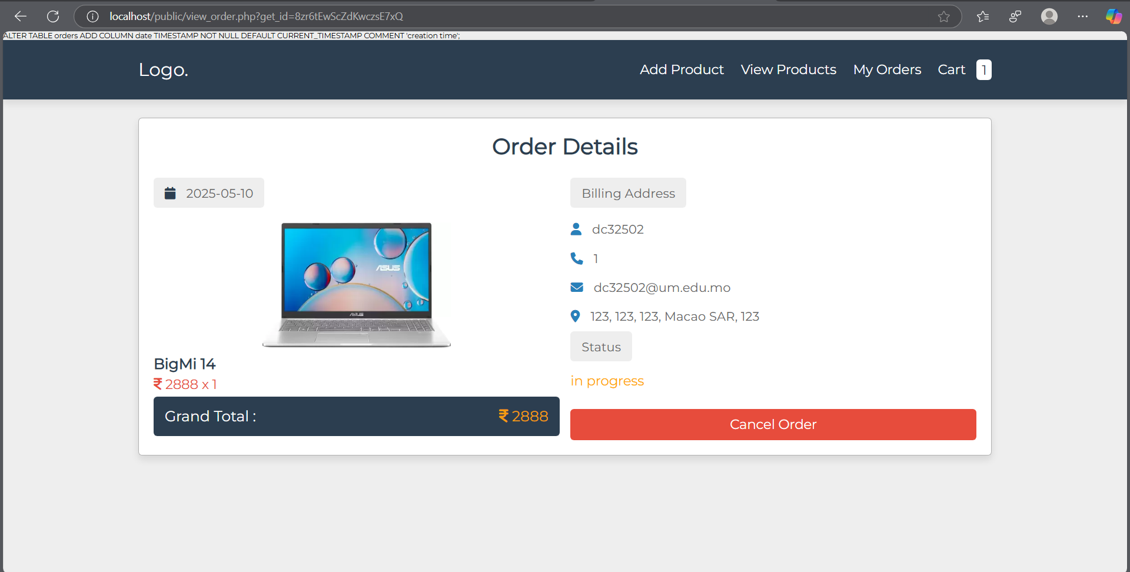 localhost/public/view_order.php?get_id=8zr6tEwScZdKwczsE7xQ
ALTER TABLE orders ADD COLUMN date TIMESTAMP NOT NULL DEFAULT CURRENT_TIMESTAMP COMMENT 'creation time';
Logo.
Add Product View Products My Orders Cart 1
Order Details
2025-05-10
ASUS
ASUS
BigMi 14
₹ 2888 x 1
Grand Total : ₹ 2888
Billing Address
dc32502
1
dc32502@um.edu.mo
123, 123, 123, Macao SAR, 123
Status
in progress
Cancel Order